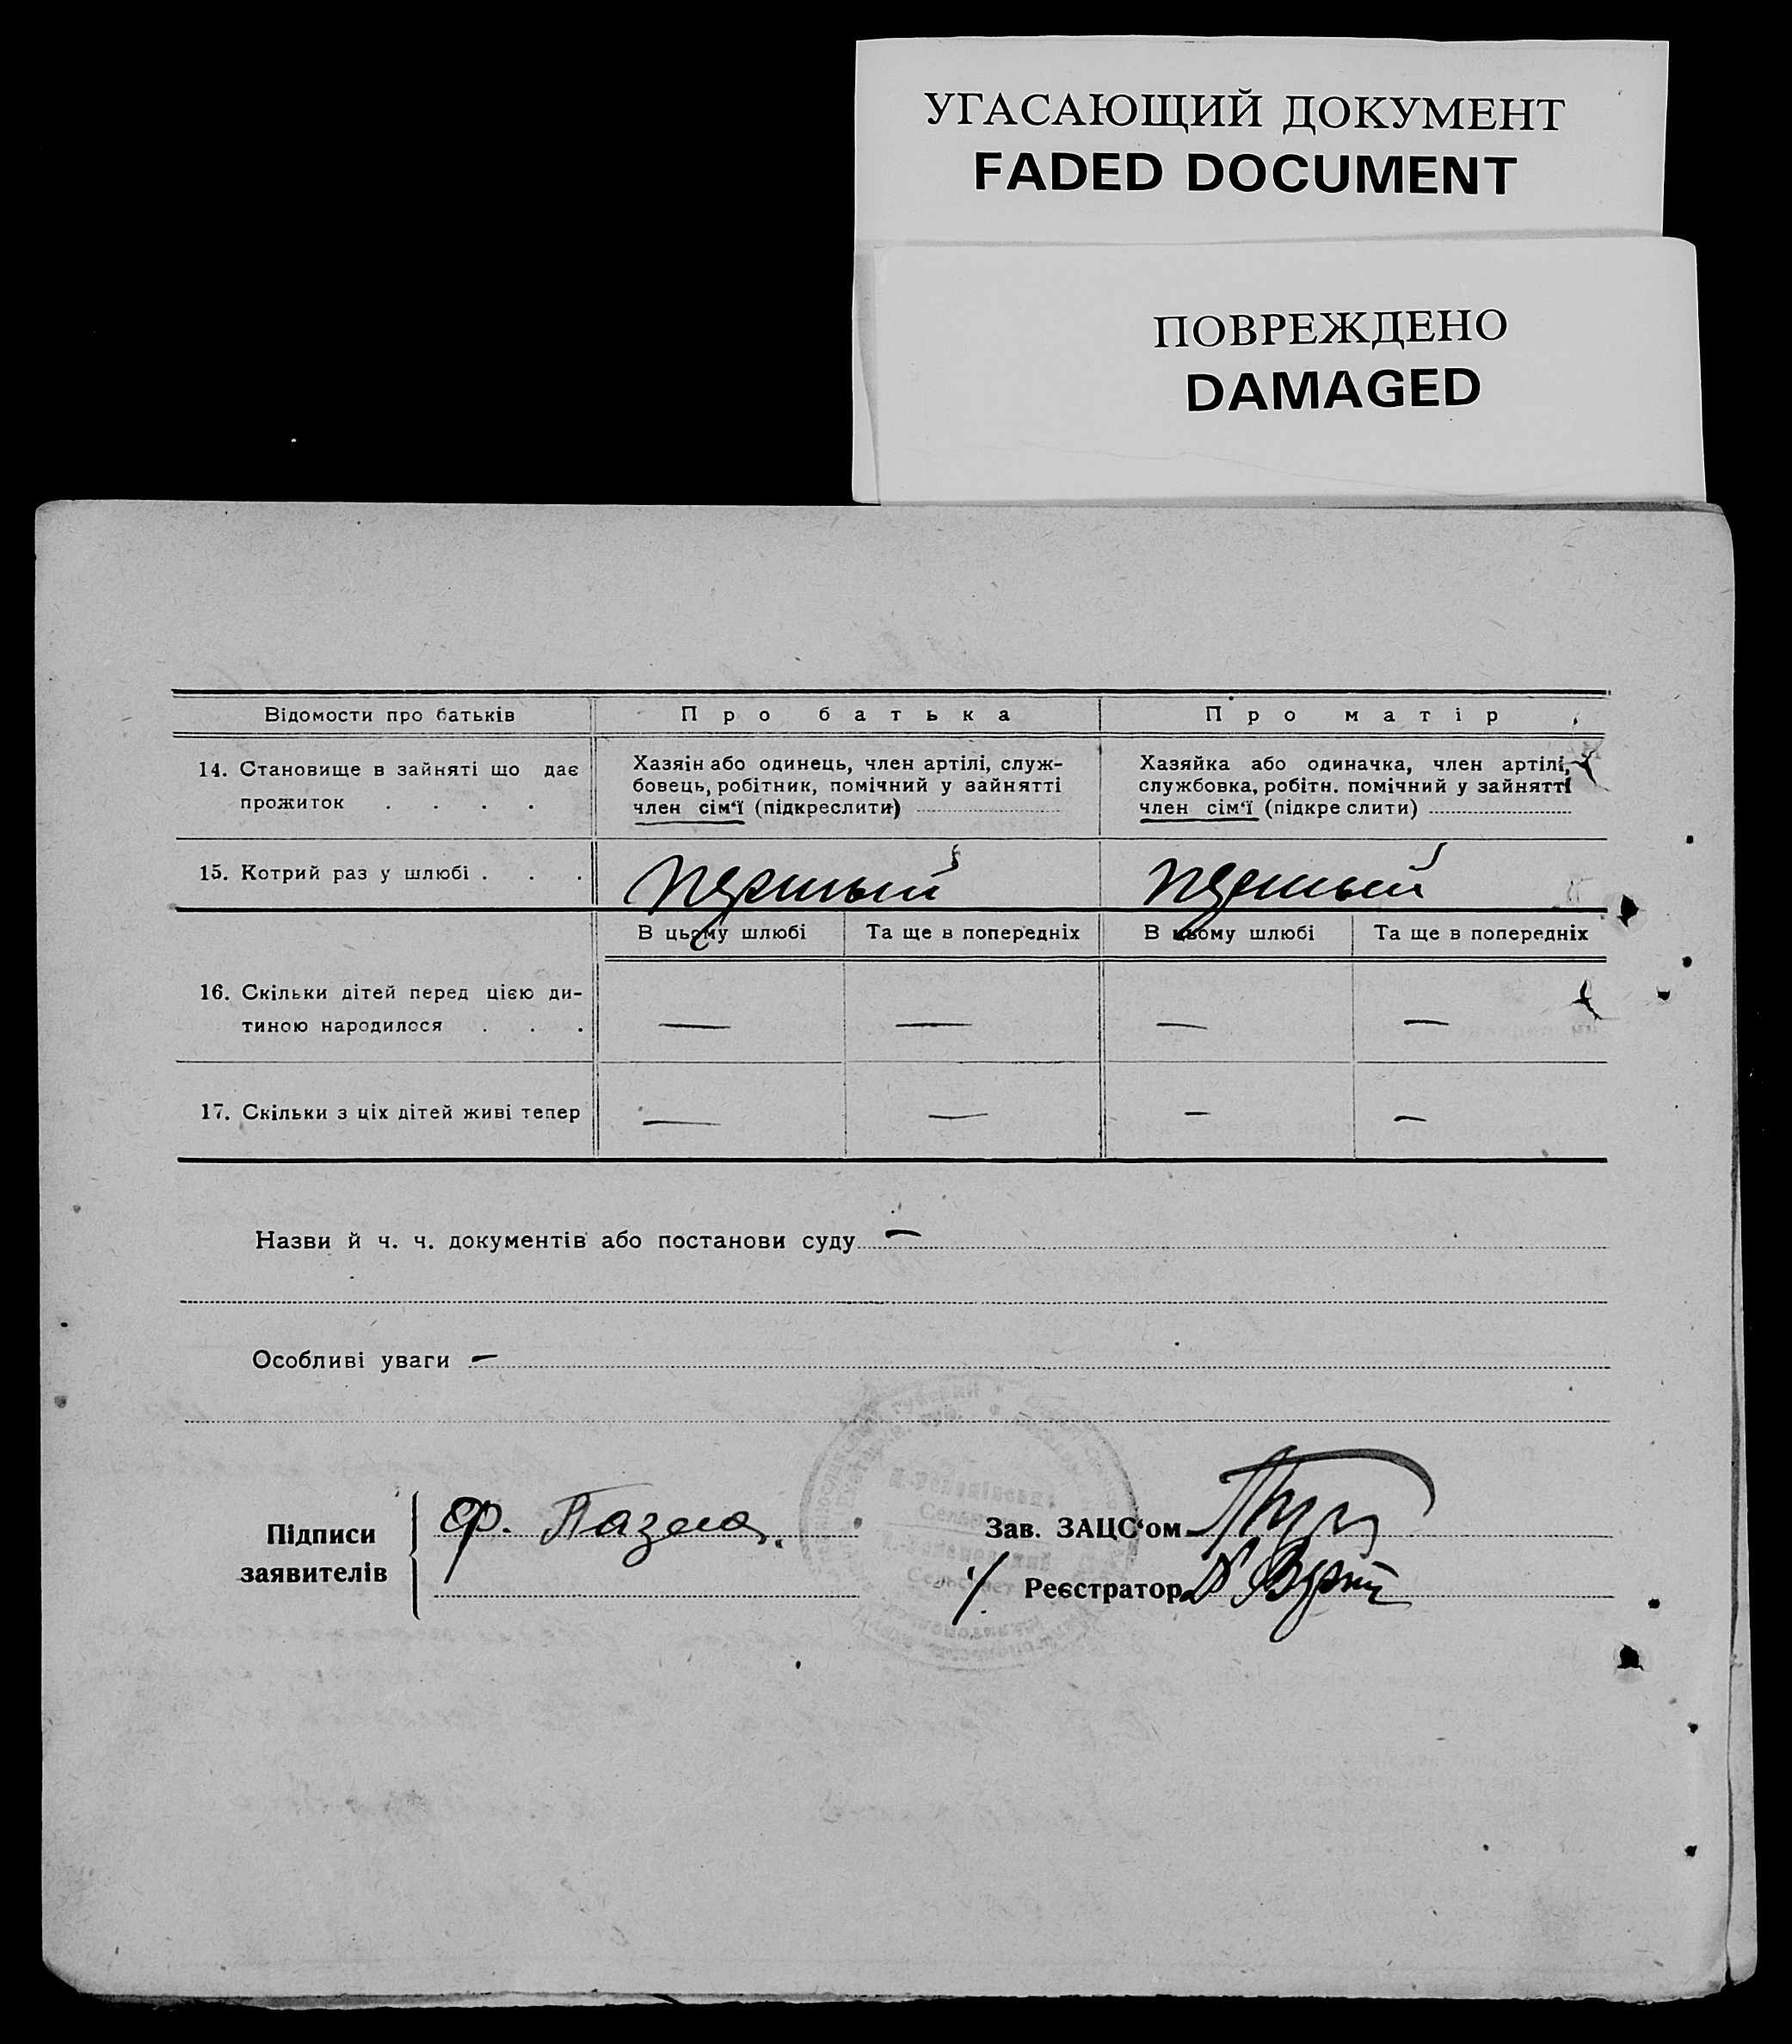 УГАСАЮЩИЙ ДОКУМЕНТ
FADED DOCUMENT
ПОВРЕЖДЕНО
DAMAGED
Відомости про батьків
Про батька
Про матір
14. Становище в зайняті що дає
прожиток . . . .
Хазяін або одинець, член артілі, служ-
бовець, робітник, помічний у зайнятті
член сім‘ї (підкреслити)
Хазяйка або одиначка, член артілі,
службовка, робітн. помічний у зайнятті
член сім‘ї (підкре слити)
15. Котрий раз у шлюбі . . .
первый
первый
В цьому шлюбі
Та ще в попередніх
В цьому шлюбі
Та ще в попередніх
16. Скільки дітей перед цією ди-
тиною народилося . . .
— — — —
17. Скільки з ціх дітей живі тепер
— — — —
Назви й ч. ч. документів або постанови суду —
Особливі уваги —
Підписи
заявителів
Ф.
Зав. ЗАЦС‘ом
Реєстратор